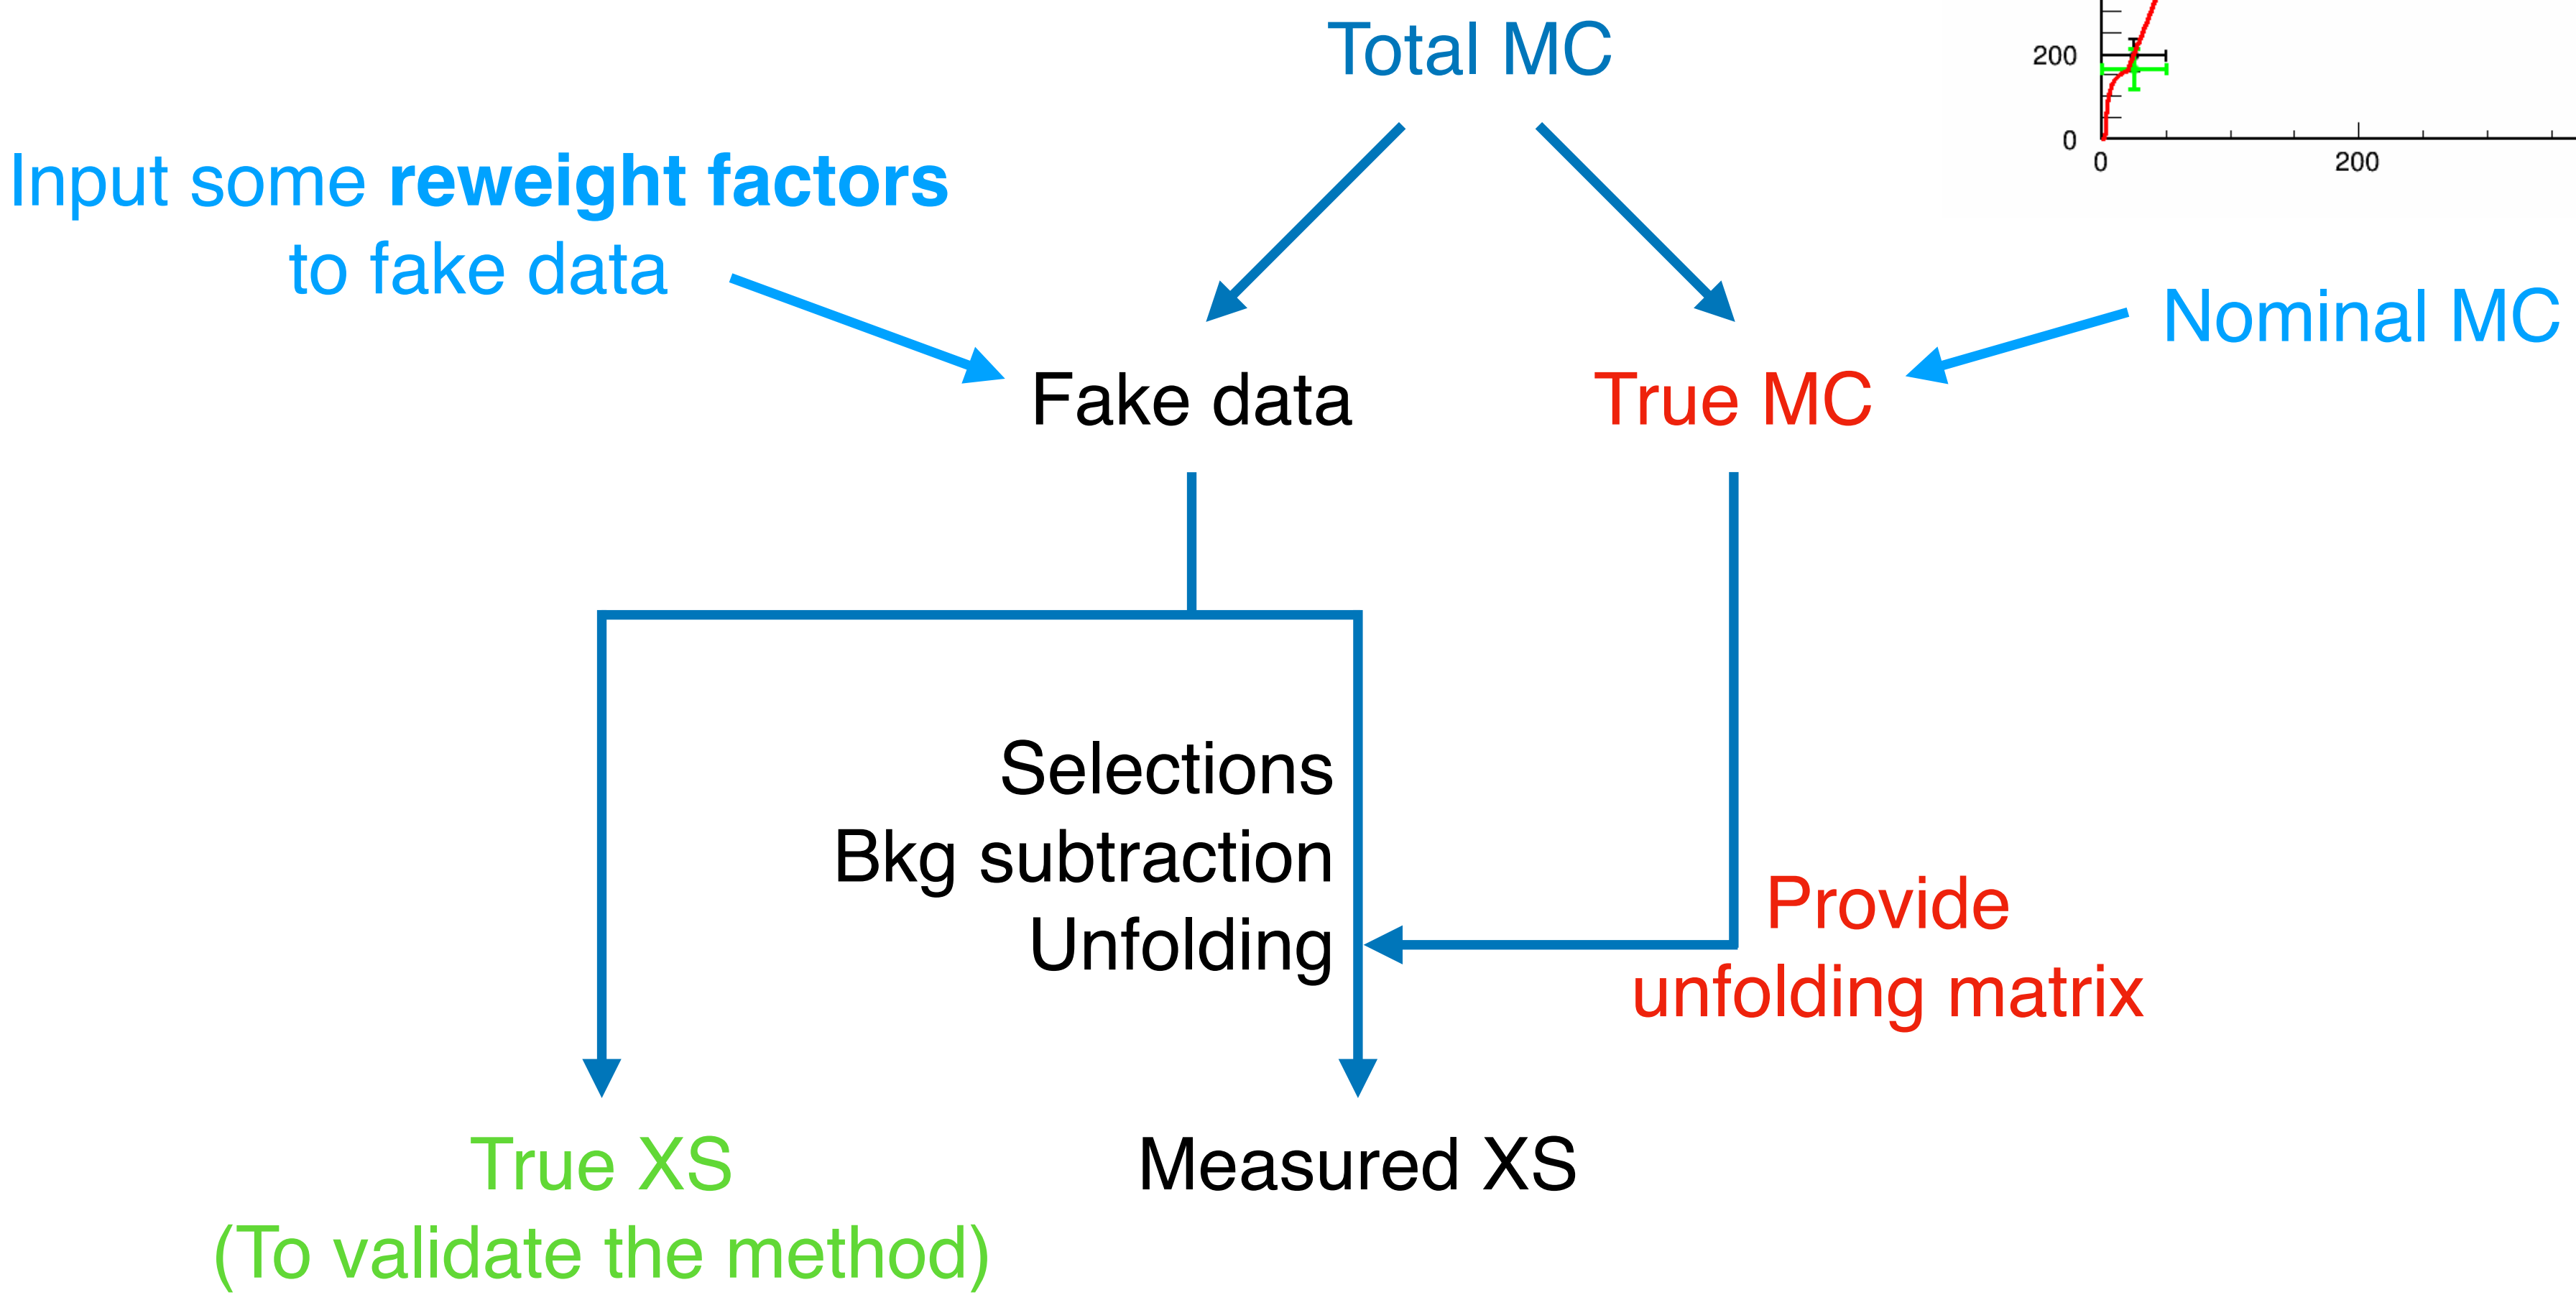 Total MC
200
0
0
200
Input some reweight factors
to fake data
Nominal MC
Fake data
True MC
Selections
Bkg subtraction
Unfolding
Provide
unfolding matrix
True XS
(To validate the method)
Measured XS